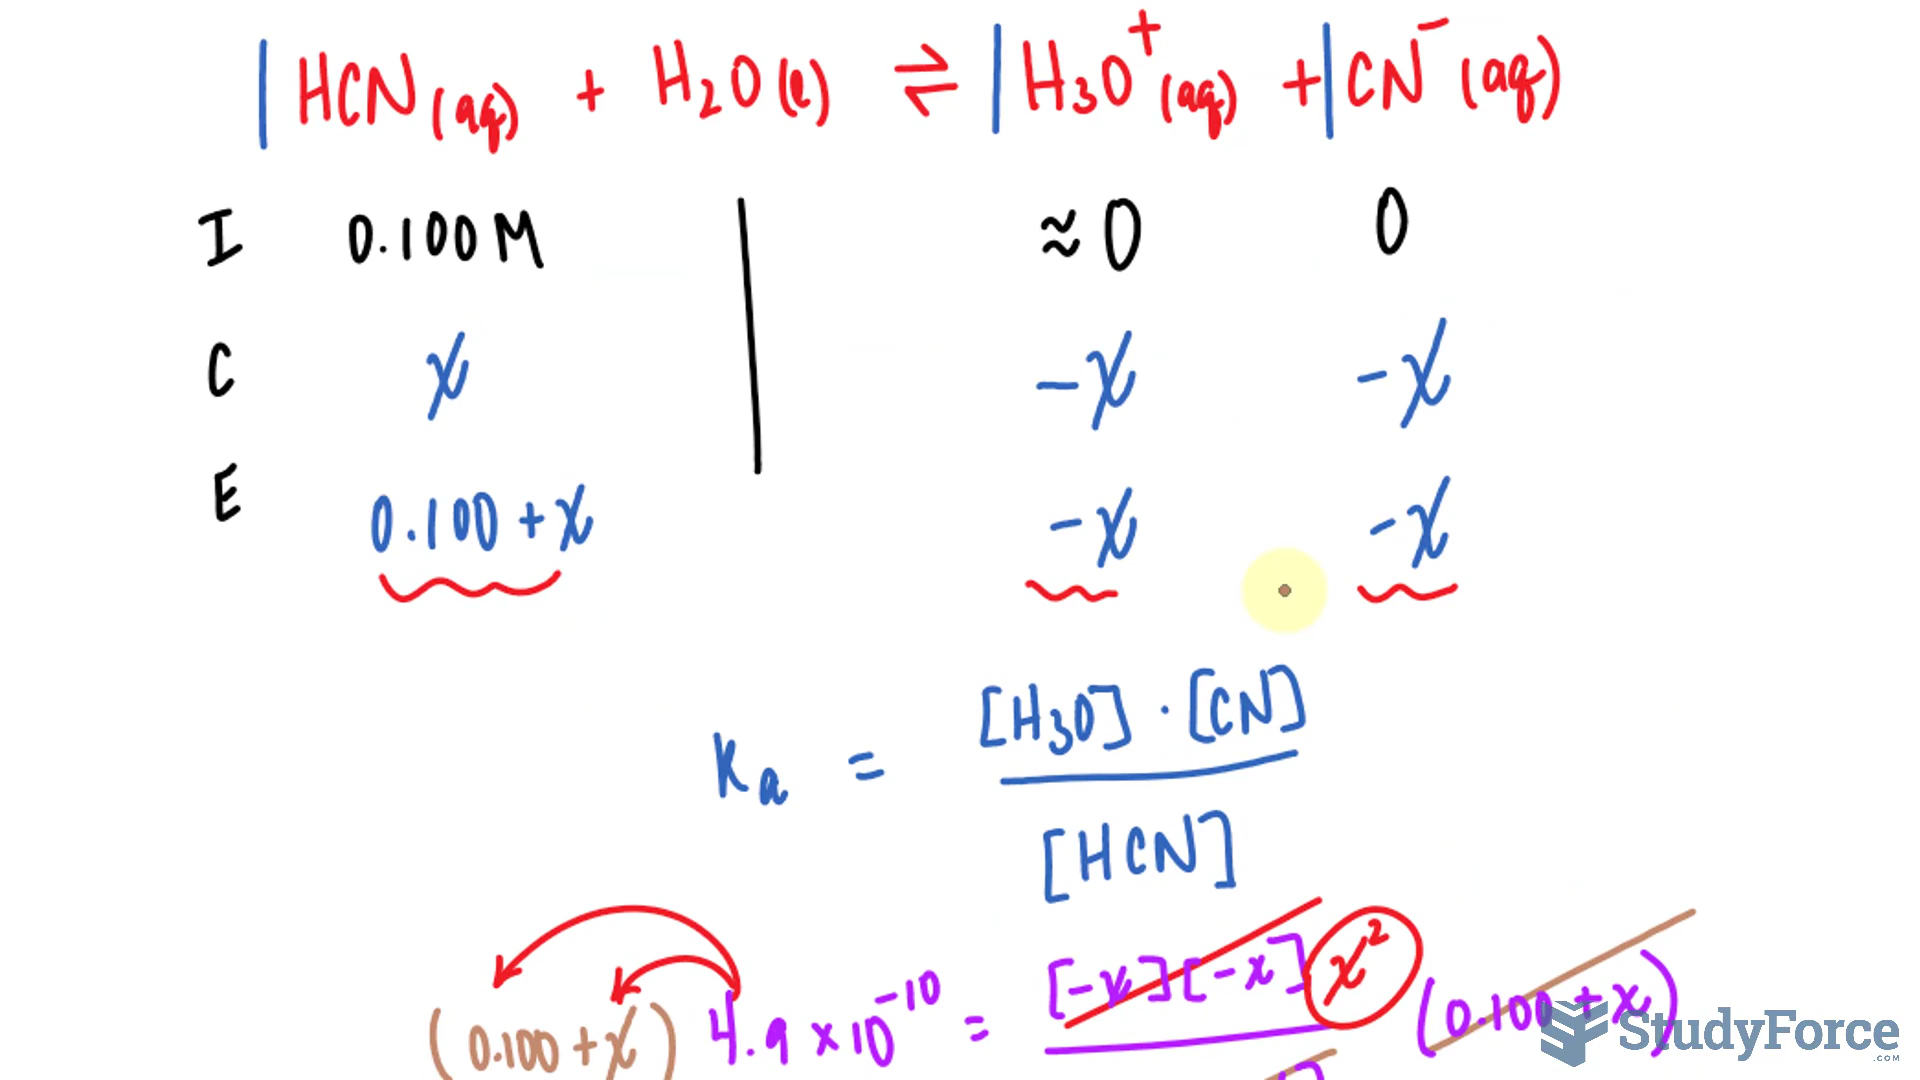 |HCN(aq) + H₂O(l) ⇌ |H₃O⁺(aq) + |CN⁻(aq)
I 0.100 M ≈ 0 0
C x -x -x
E 0.100 + x -x -x
Ka = [H₃O] · [CN] / [HCN]
(0.100 + x) 4.9 x 10⁻¹⁰ = [-x][-x] x² (0.100 + x)
StudyForce
.COM